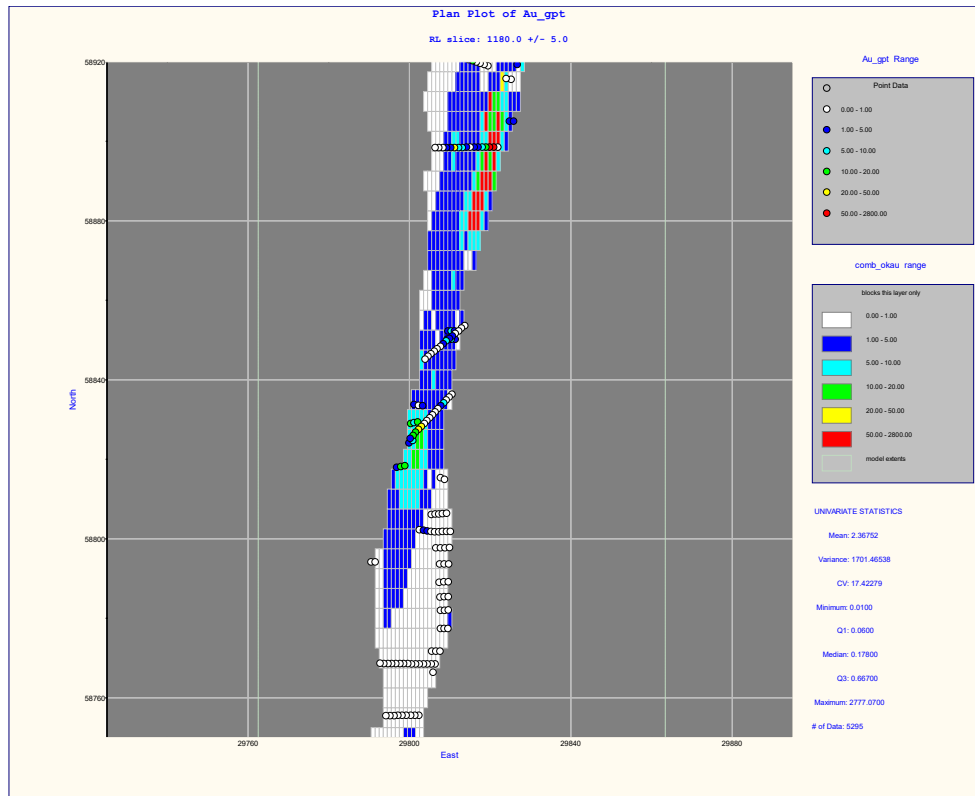 Plan Plot of Au_gpt
RL slice: 1180.0 +/- 5.0
58920
58880
58840
58800
58760
North
29760
29800
29840
29880
East
Au_gpt Range
Point Data
0.00 - 1.00
1.00 - 5.00
5.00 - 10.00
10.00 - 20.00
20.00 - 50.00
50.00 - 2800.00
comb_okau range
blocks this layer only
0.00 - 1.00
1.00 - 5.00
5.00 - 10.00
10.00 - 20.00
20.00 - 50.00
50.00 - 2800.00
model extents
UNIVARIATE STATISTICS
Mean: 2.36752
Variance: 1701.46538
CV: 17.42279
Minimum: 0.0100
Q1: 0.0600
Median: 0.17800
Q3: 0.66700
Maximum: 2777.0700
# of Data: 5295